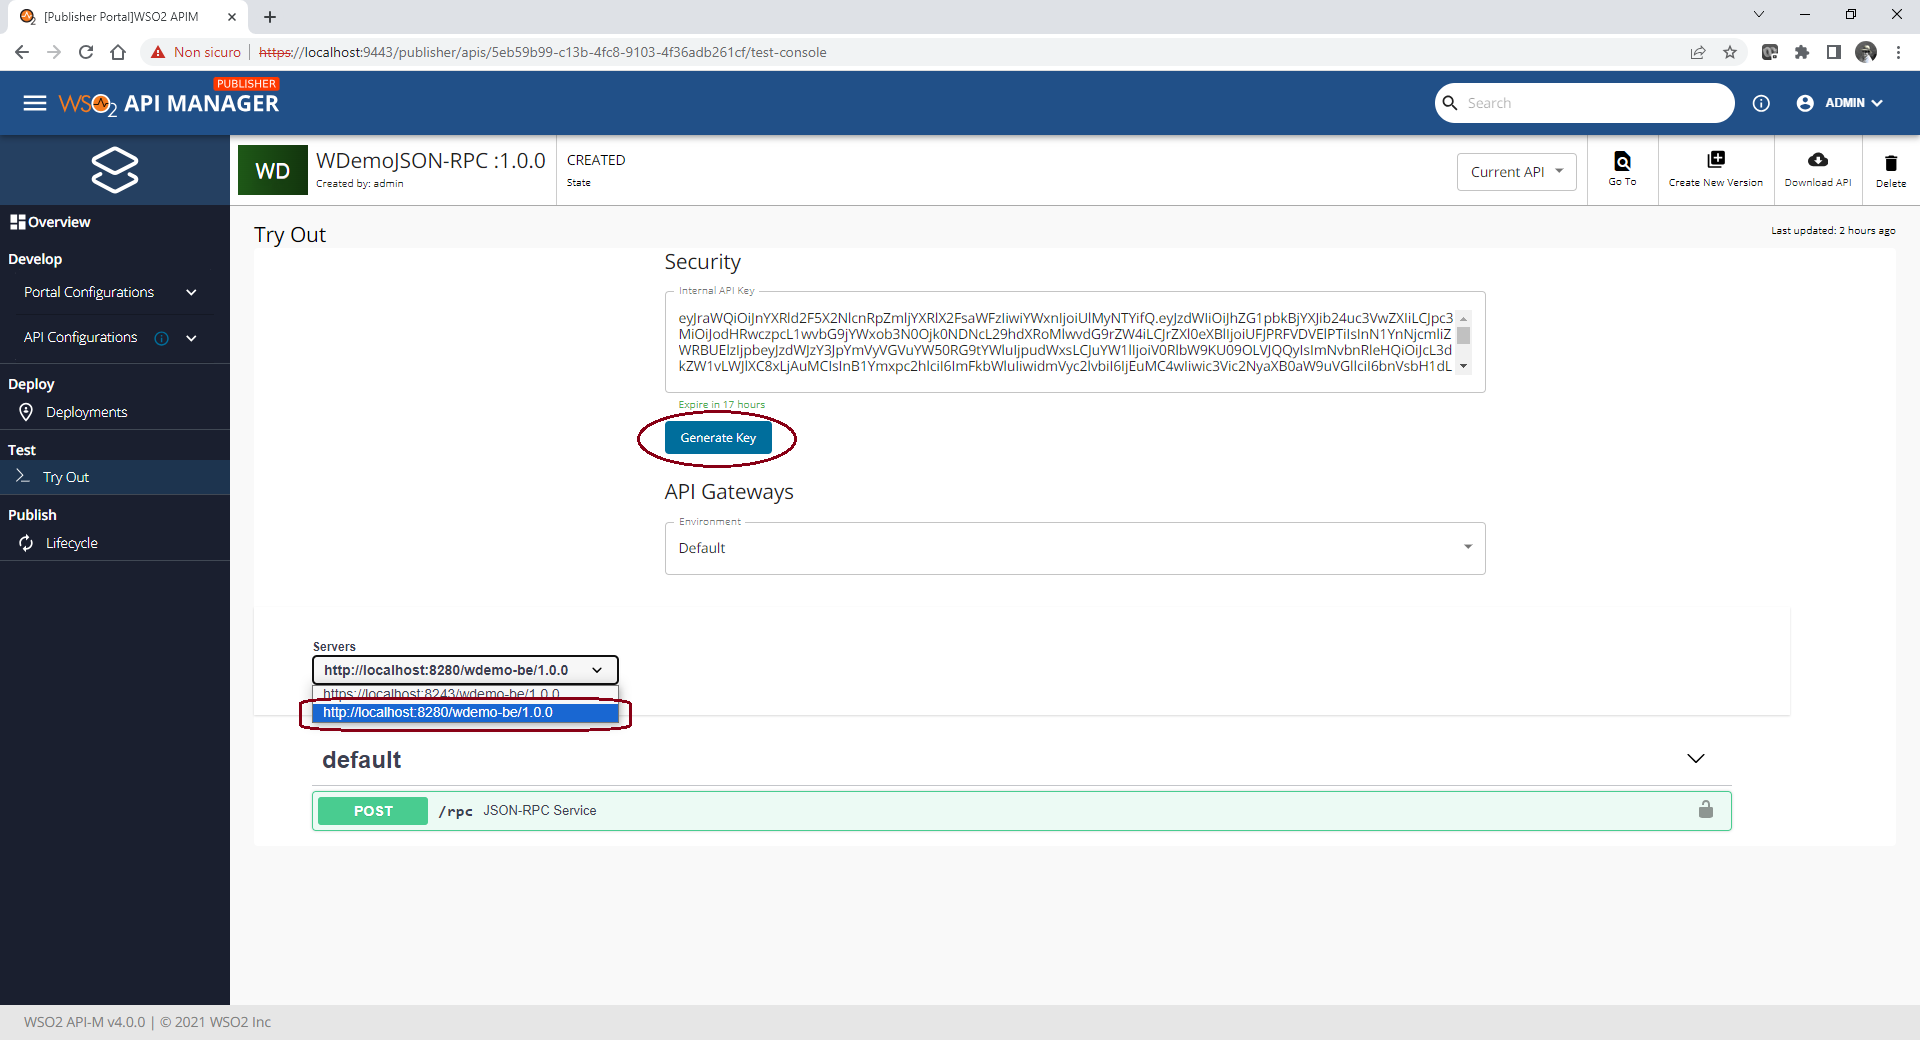 [Publisher Portal]WSO2 APIM
Non sicuro
https://localhost:9443/publisher/apis/5eb59b99-c13b-4fc8-9103-4f36adb261cf/test-console
WSO2 API MANAGER
PUBLISHER
Search
ADMIN
WD
WDemoJSON-RPC :1.0.0
Created by: admin
CREATED
State
Current API
Go To
Create New Version
Download API
Delete
Overview
Develop
Portal Configurations
API Configurations
Deploy
Deployments
Test
Try Out
Publish
Lifecycle
Try Out
Last updated: 2 hours ago
Security
Internal API Key
Expire in 17 hours
Generate Key
API Gateways
Environment
Default
Servers
http://localhost:8280/wdemo-be/1.0.0
https://localhost:8243/wdemo-be/1.0.0
http://localhost:8280/wdemo-be/1.0.0
default
POST /rpc JSON-RPC Service
WSO2 API-M v4.0.0 | © 2021 WSO2 Inc